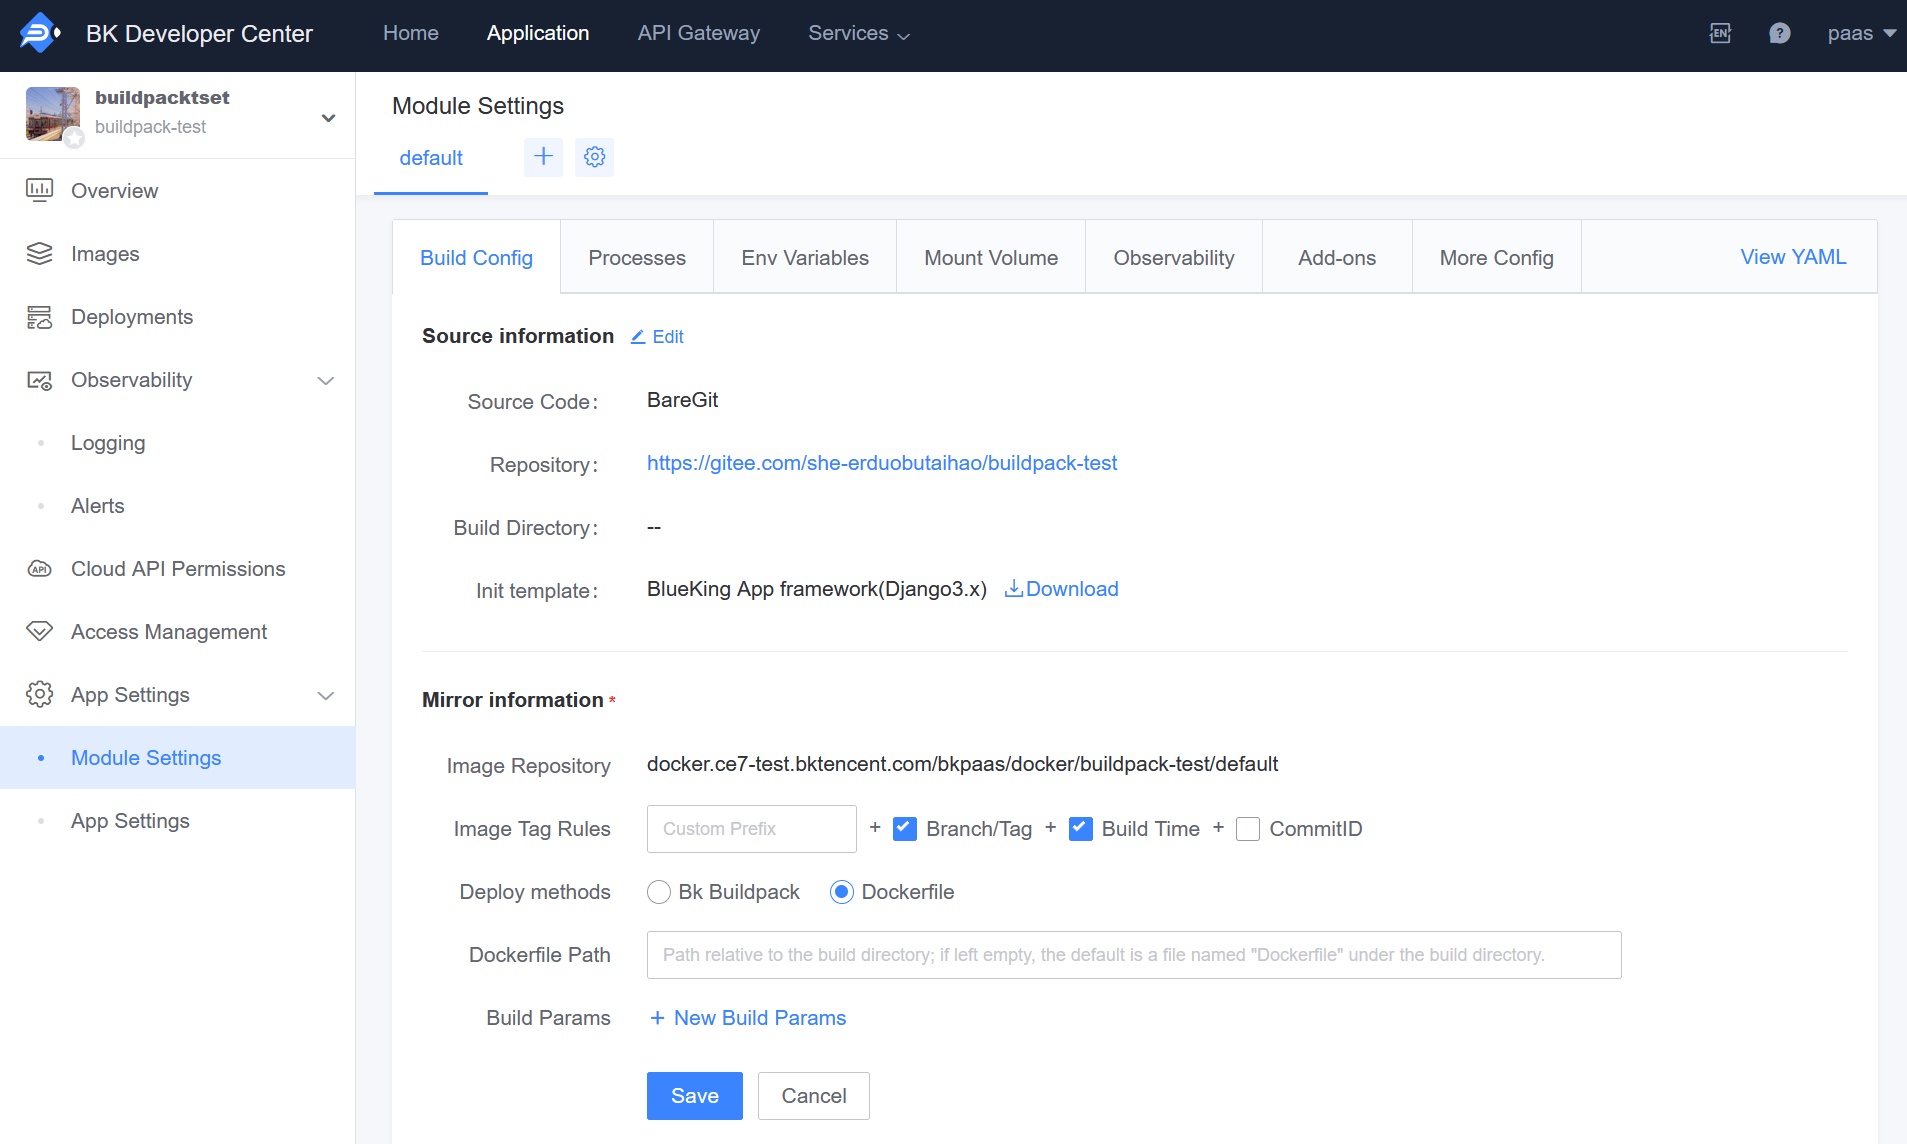 BK Developer Center
Home
Application
API Gateway
Services
EN
?
paas
buildpacktset
buildpack-test
Overview
Images
Deployments
Observability
Logging
Alerts
API
Cloud API Permissions
Access Management
App Settings
Module Settings
App Settings
Module Settings
default
+
Build Config
Processes
Env Variables
Mount Volume
Observability
Add-ons
More Config
View YAML
Source information
Edit
Source Code:
BareGit
Repository:
https://gitee.com/she-erduobutaihao/buildpack-test
Build Directory:
--
Init template:
BlueKing App framework(Django3.x)
Download
Mirror information *
Image Repository
docker.ce7-test.bktencent.com/bkpaas/docker/buildpack-test/default
Image Tag Rules
Custom Prefix
+ Branch/Tag + Build Time + CommitID
Deploy methods
Bk Buildpack
Dockerfile
Dockerfile Path
Path relative to the build directory; if left empty, the default is a file named "Dockerfile" under the build directory.
Build Params
+ New Build Params
Save
Cancel